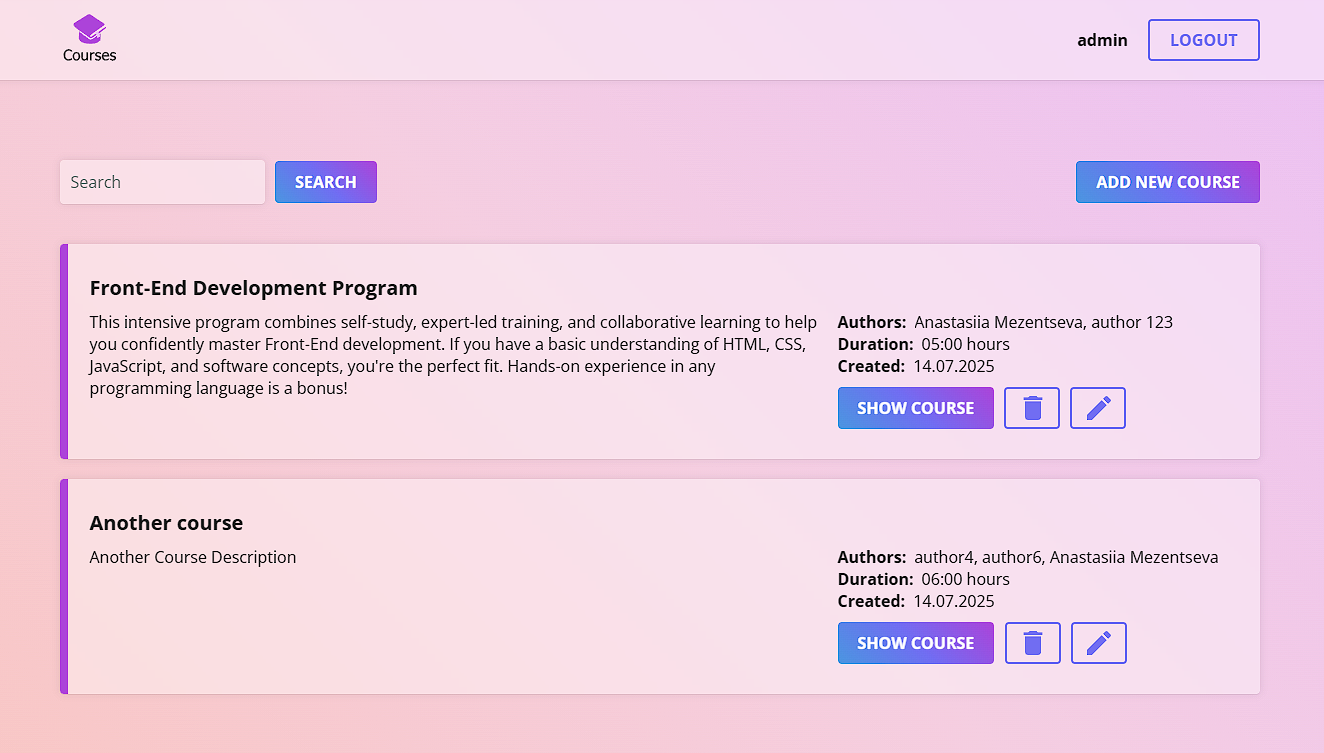 Courses
admin
LOGOUT
Search
SEARCH
ADD NEW COURSE
Front-End Development Program
This intensive program combines self-study, expert-led training, and collaborative learning to help
you confidently master Front-End development. If you have a basic understanding of HTML, CSS,
JavaScript, and software concepts, you're the perfect fit. Hands-on experience in any
programming language is a bonus!
Authors: Anastasiia Mezentseva, author 123
Duration: 05:00 hours
Created: 14.07.2025
SHOW COURSE
Another course
Another Course Description
Authors: author4, author6, Anastasiia Mezentseva
Duration: 06:00 hours
Created: 14.07.2025
SHOW COURSE